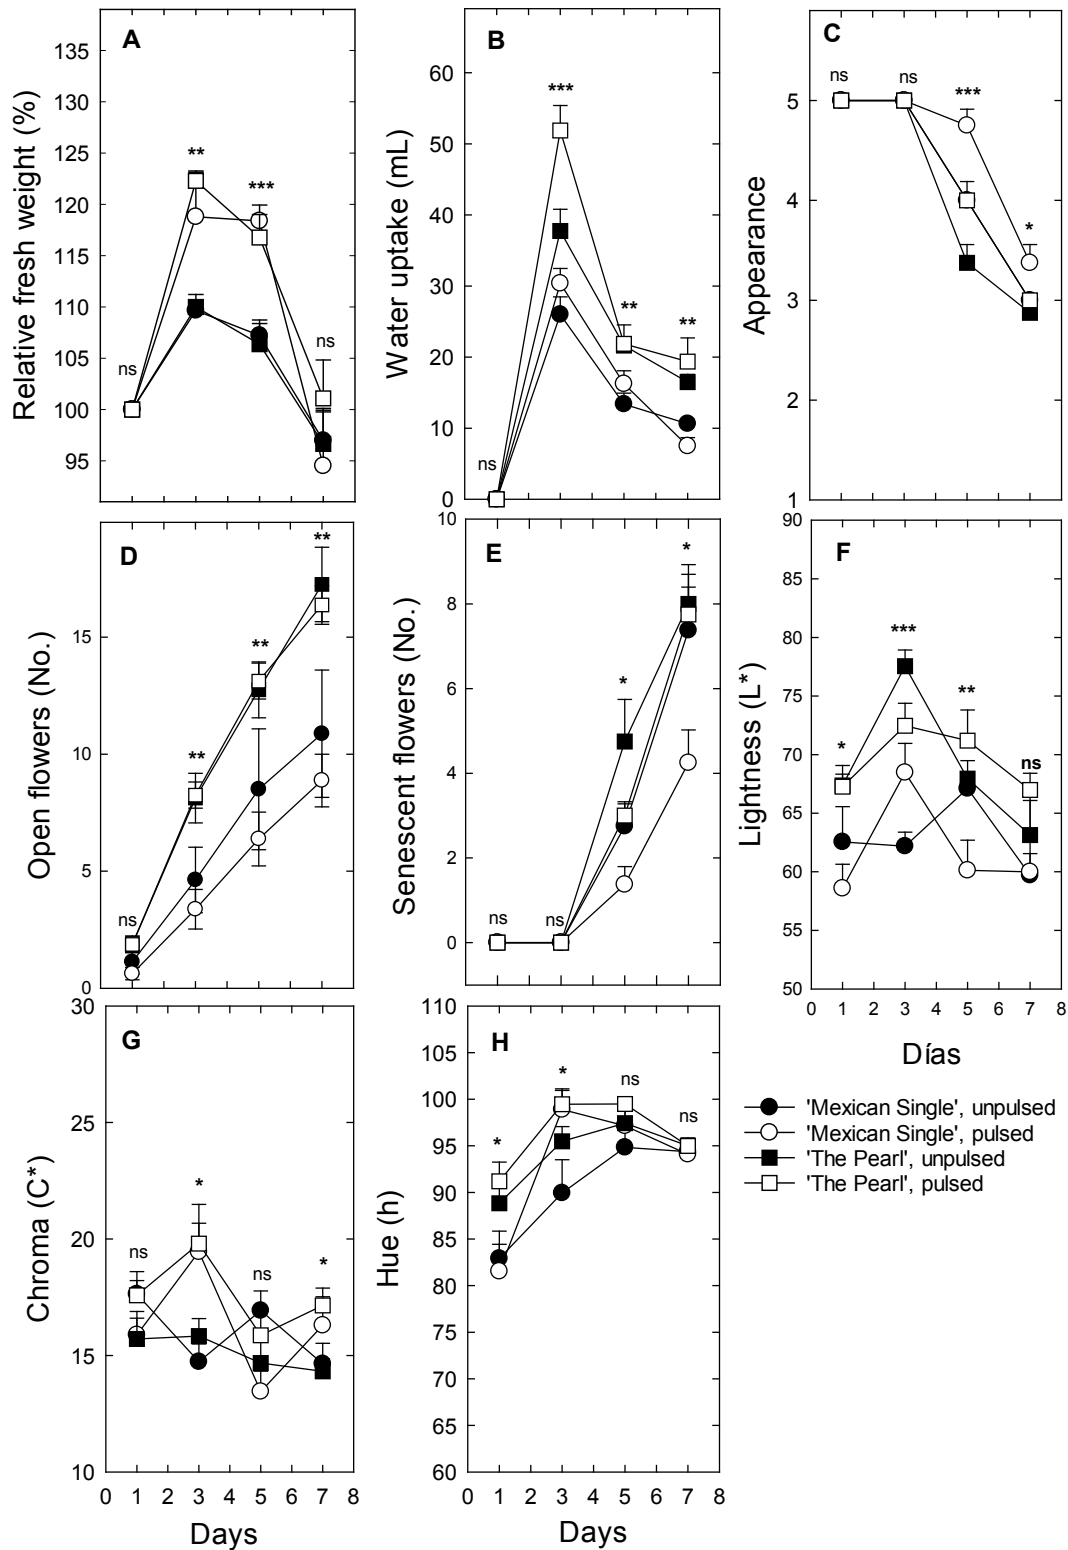 A
Relative fresh weight (%)
135
130
125
120
115
110
105
100
95
ns
**
***
ns
B
Water uptake (mL)
60
50
40
30
20
10
0
ns
***
**
**
C
Appearance
5
4
3
2
1
ns
ns
***
*
D
Open flowers (No.)
15
10
5
0
ns
**
**
**
E
Senescent flowers (No.)
10
8
6
4
2
0
ns
ns
*
*
F
Lightness (L*)
90
85
80
75
70
65
60
55
50
*
***
**
ns
0 1 2 3 4 5 6 7 8
Días
G
Chroma (C*)
30
25
20
15
10
ns
*
ns
*
0 1 2 3 4 5 6 7 8
Days
H
Hue (h)
110
105
100
95
90
85
80
75
70
65
60
*
*
ns
ns
0 1 2 3 4 5 6 7 8
Days
'Mexican Single', unpulsed
'Mexican Single', pulsed
'The Pearl', unpulsed
'The Pearl', pulsed